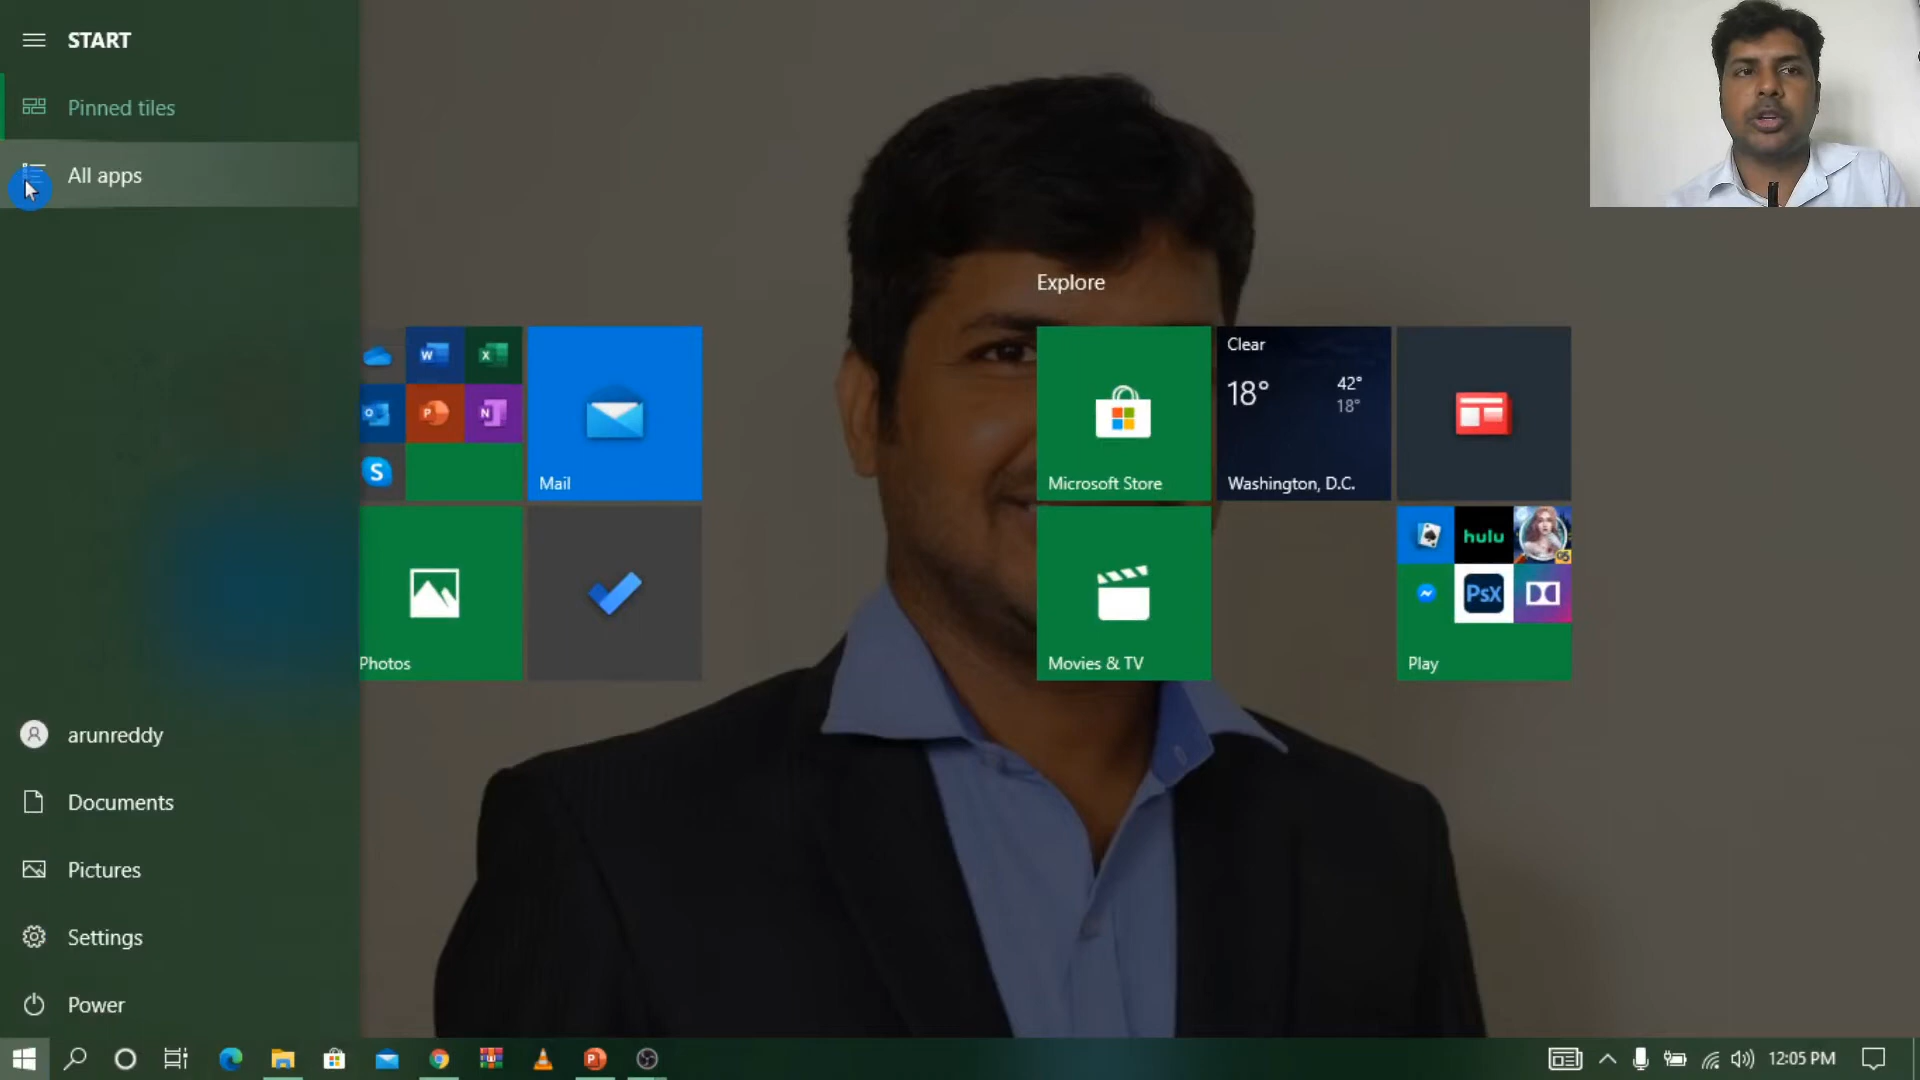 START
Pinned tiles
All apps
Explore
W
X
O
P
N
S
Mail
Microsoft Store
Clear
18°
42°
18°
Washington, D.C.
Photos
Movies & TV
hulu
PsX
Play
arunreddy
Documents
Pictures
Settings
Power
12:05 PM